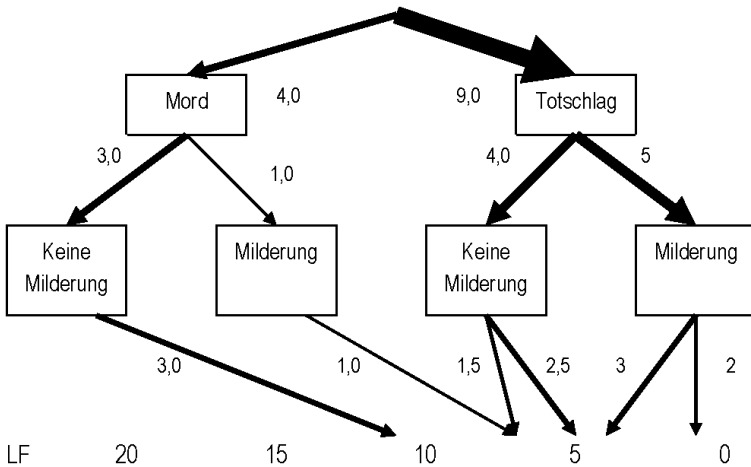 Mord
4,0
9,0
Totschlag
3,0
1,0
4,0
5
Keine
Milderung
Milderung
Keine
Milderung
Milderung
3,0
1,0
1,5
2,5
3
2
LF 20 15 10 5 0